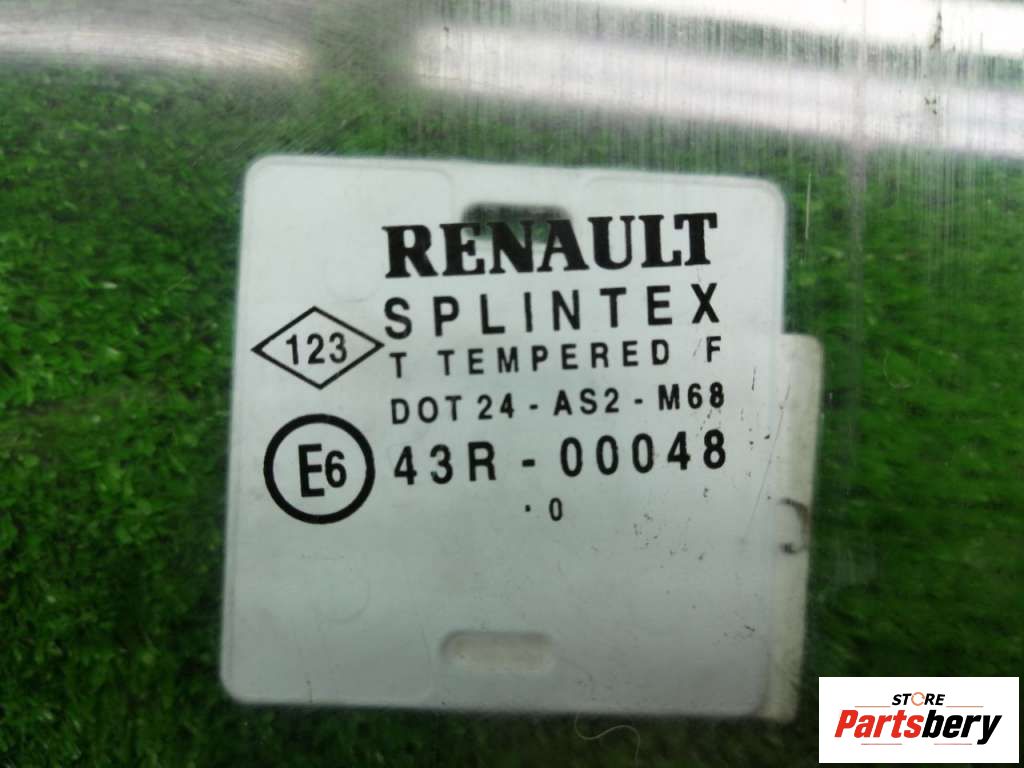 RENAULT
SPLINTEX
123
T TEMPERED F
DOT 24 - AS2 - M68
E6
43R - 00048
. 0
STORE
Partsbery